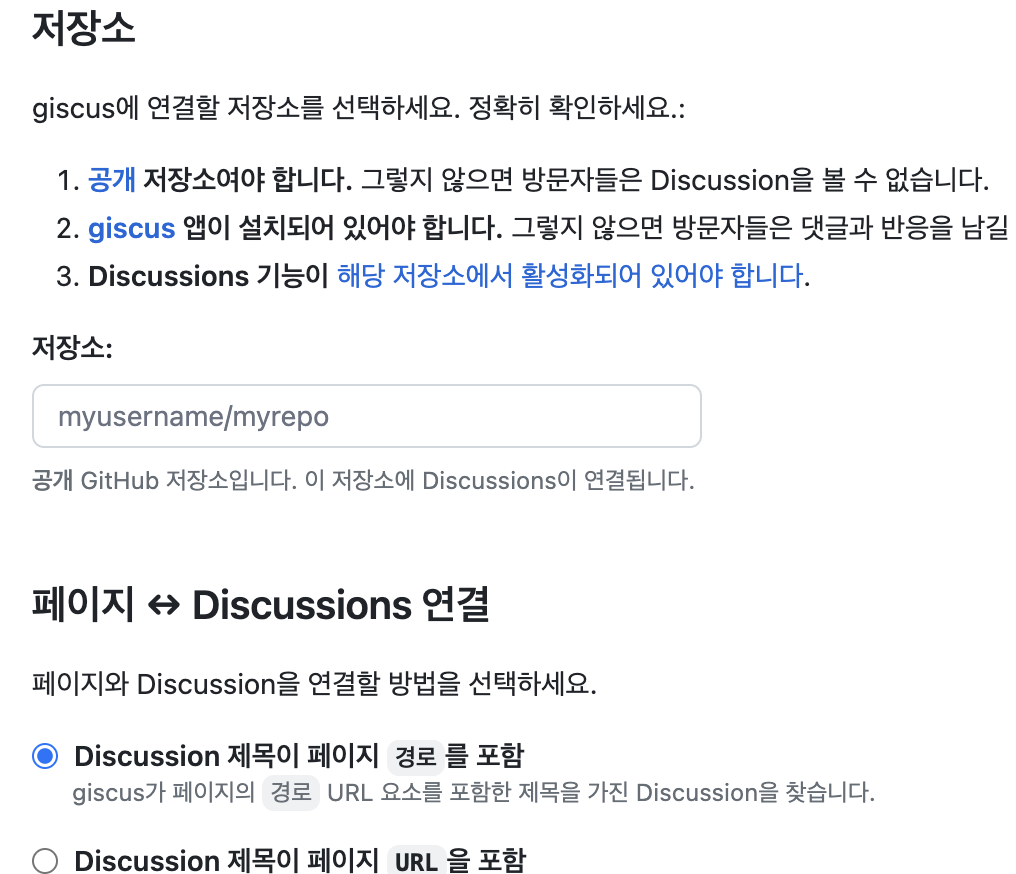 저장소
giscus에 연결할 저장소를 선택하세요. 정확히 확인하세요.:
1. 공개 저장소여야 합니다. 그렇지 않으면 방문자들은 Discussion을 볼 수 없습니다.
2. giscus 앱이 설치되어 있어야 합니다. 그렇지 않으면 방문자들은 댓글과 반응을 남길
3. Discussions 기능이 해당 저장소에서 활성화되어 있어야 합니다.
저장소:
myusername/myrepo
공개 GitHub 저장소입니다. 이 저장소에 Discussions이 연결됩니다.
페이지 ↔ Discussions 연결
페이지와 Discussion을 연결할 방법을 선택하세요.
Discussion 제목이 페이지 경로를 포함
giscus가 페이지의 경로 URL 요소를 포함한 제목을 가진 Discussion을 찾습니다.
Discussion 제목이 페이지 URL을 포함